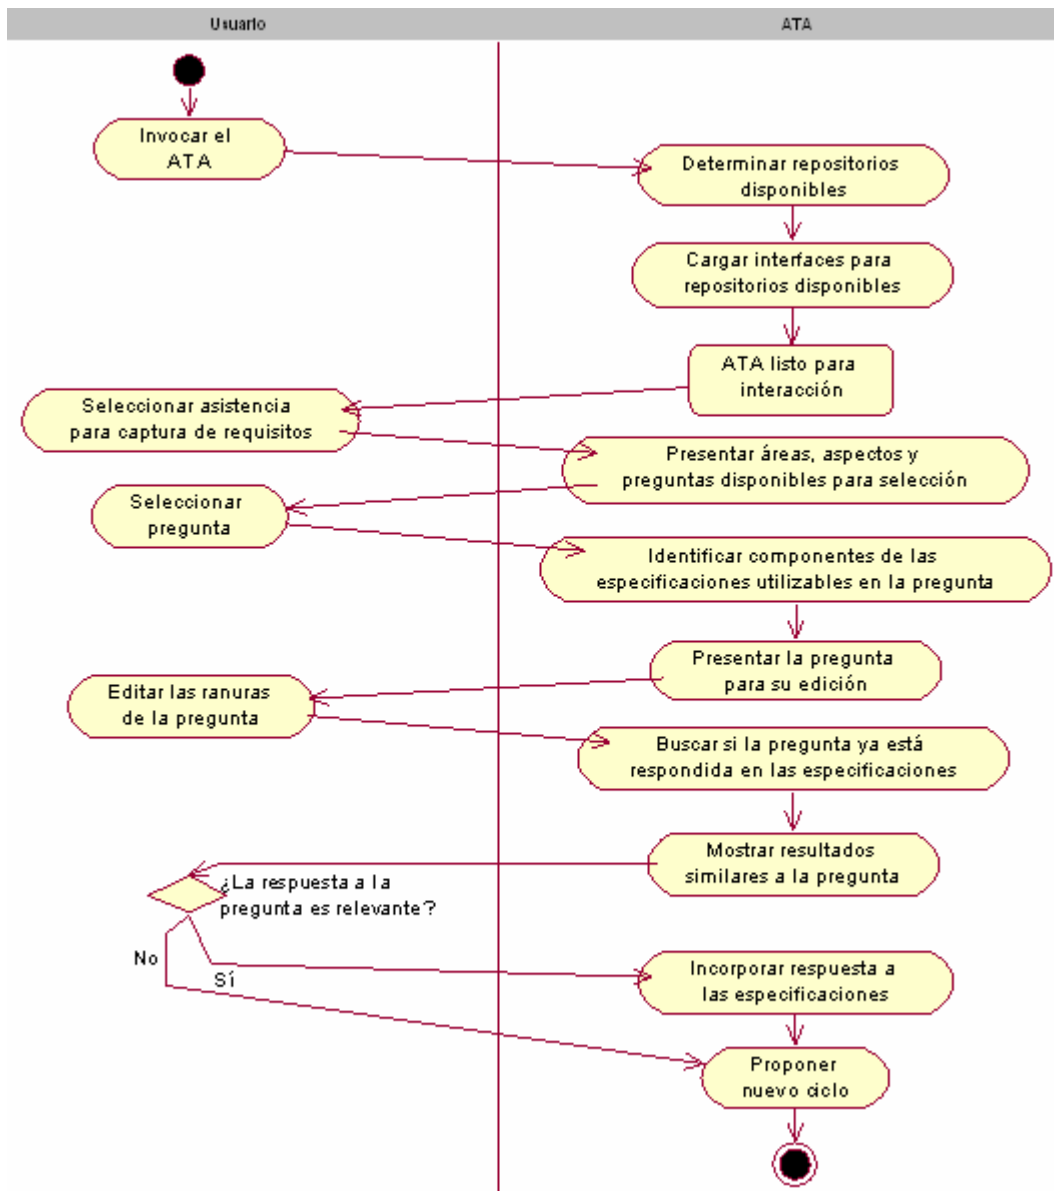 Usuario
ATA
Invocar el
ATA
Determinar repositorios
disponibles
Cargar interfaces para
repositorios disponibles
ATA listo para
interacción
Seleccionar asistencia
para captura de requisitos
Presentar áreas, aspectos y
preguntas disponibles para selección
Seleccionar
pregunta
Identificar componentes de las
especificaciones utilizables en la pregunta
Presentar la pregunta
para su edición
Editar las ranuras
de la pregunta
Buscar si la pregunta ya está
respondida en las especificaciones
Mostrar resultados
similares a la pregunta
¿La respuesta a la
pregunta es relevante?
No
Sí
Incorporar respuesta a
las especificaciones
Proponer
nuevo ciclo